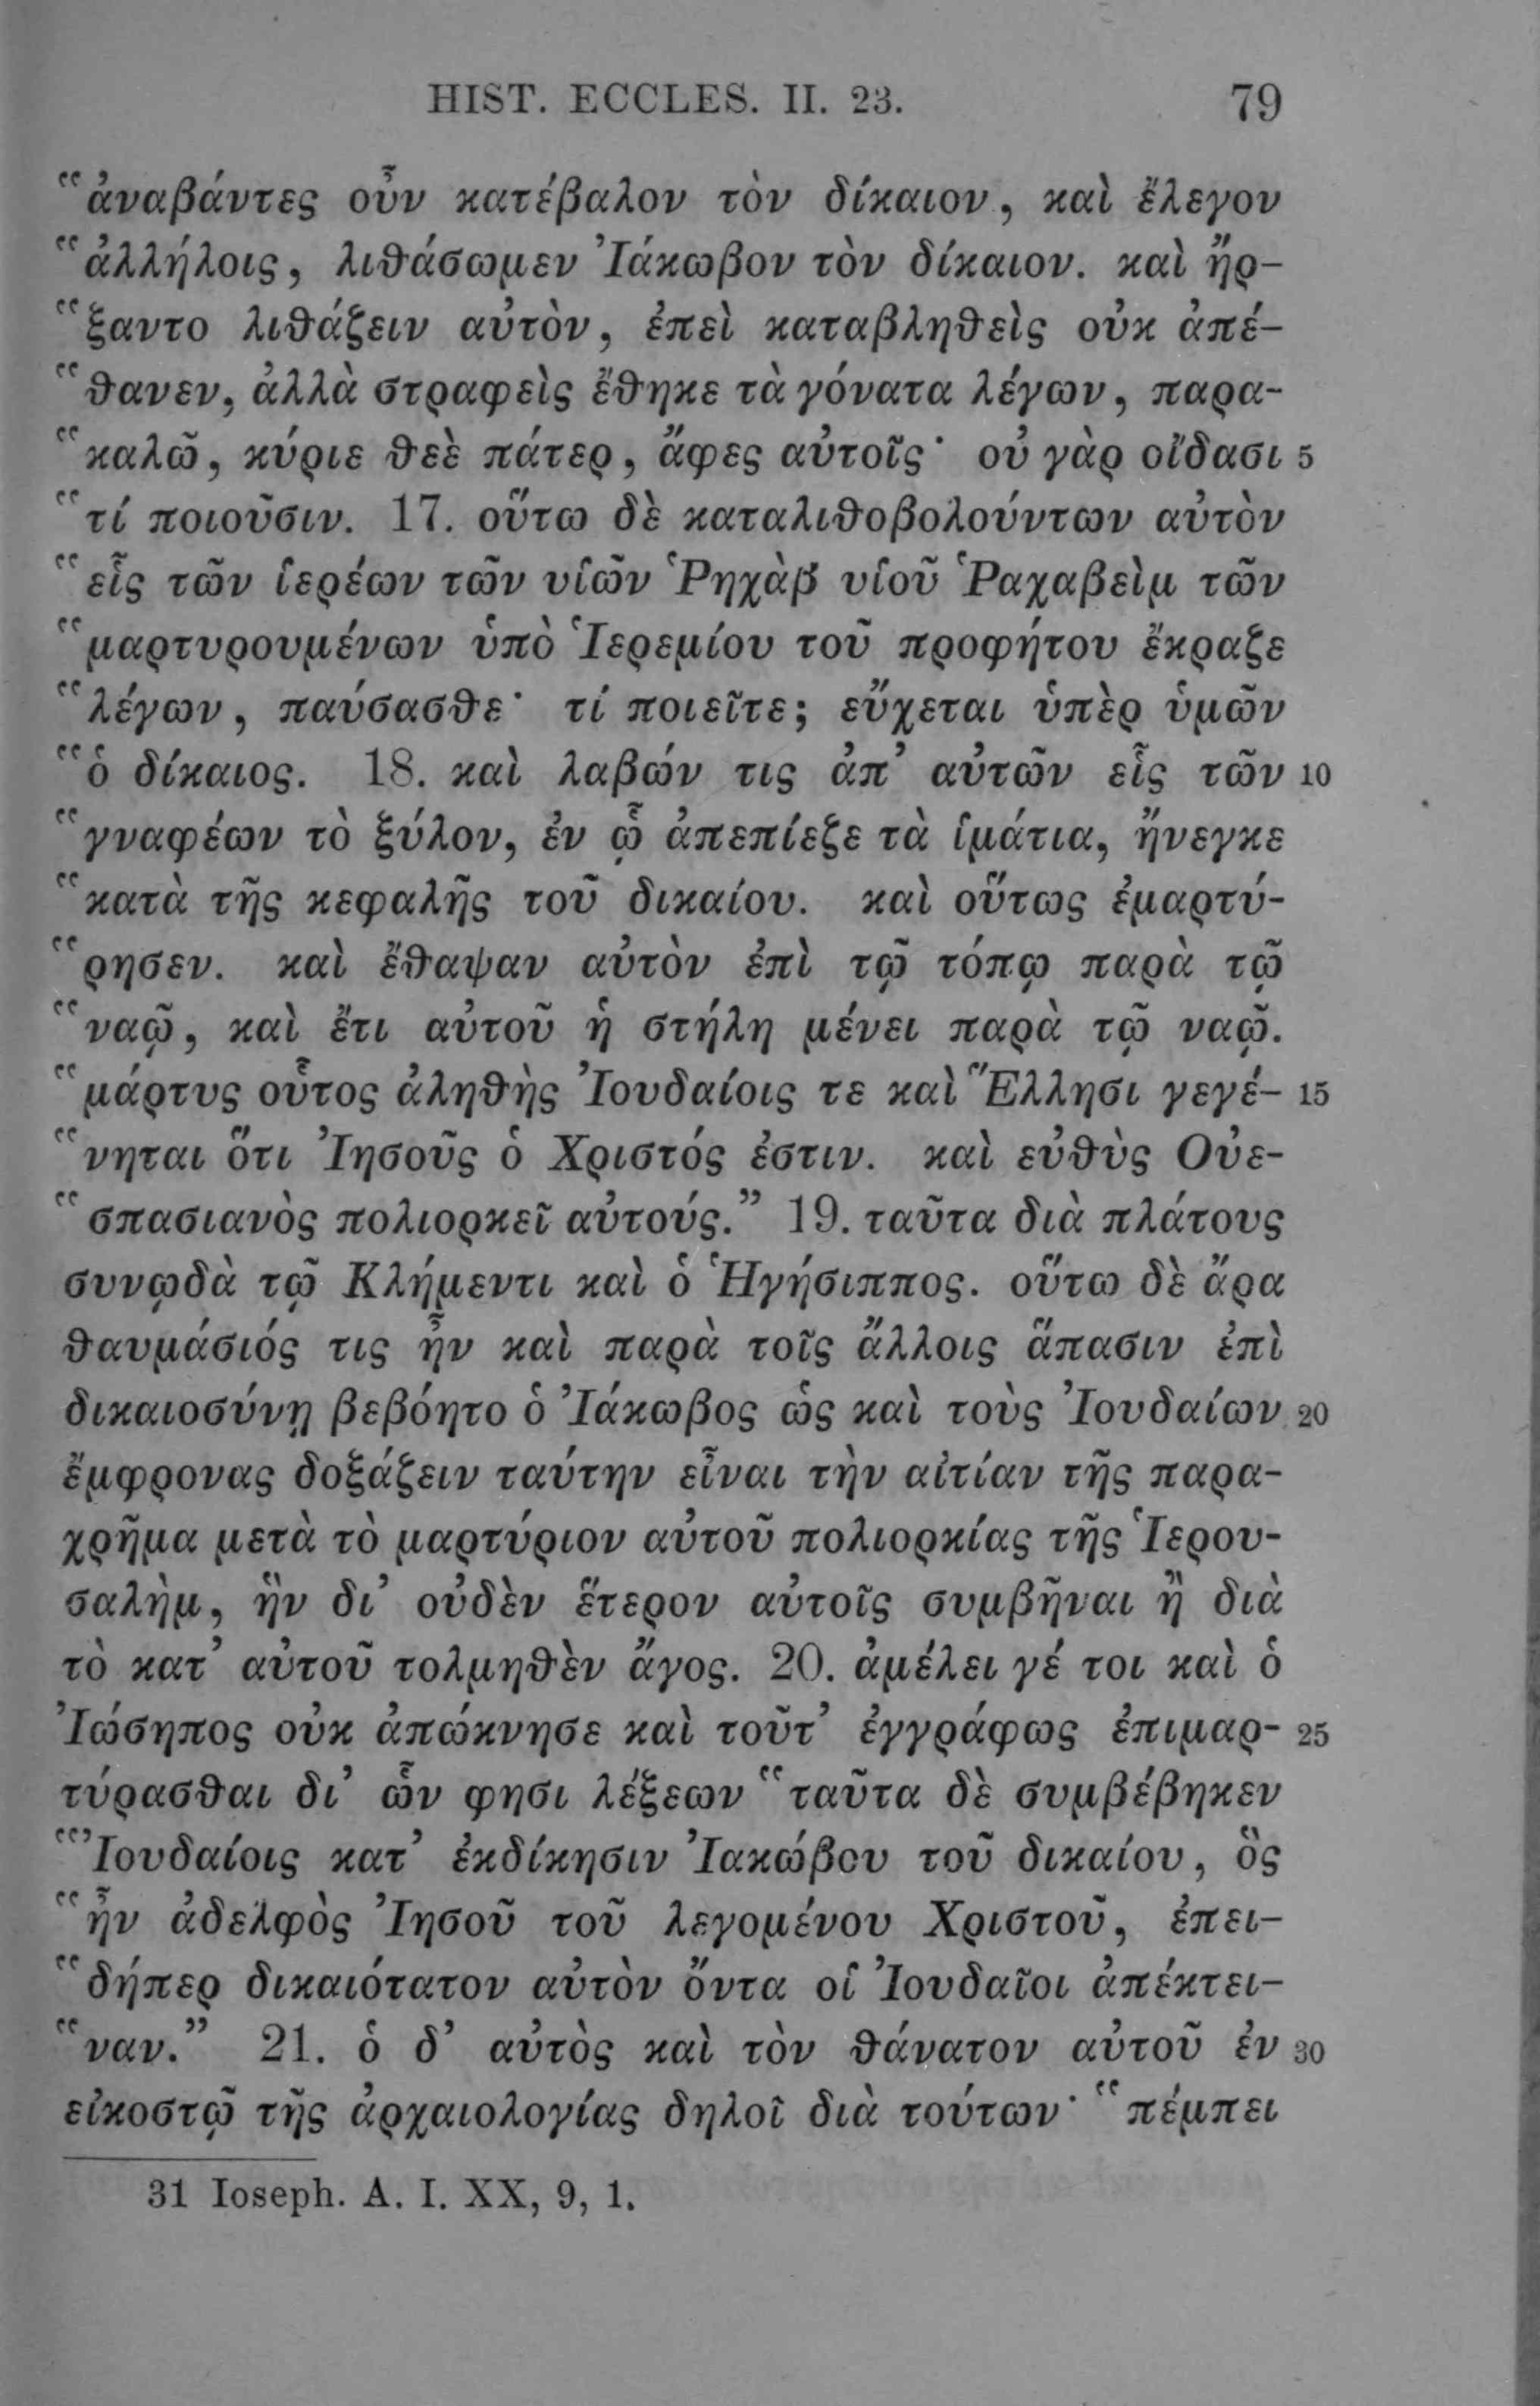 HIST. ECCLES. II. 23. 79
“ἀναβάντες οὖν κατέβαλον τὸν δίκαιον, καὶ ἔλεγον
“ἀλλήλοις, λιθάσωμεν Ἰάκωβον τὸν δίκαιον. καὶ ἤρ-
“ξαντο λιθάζειν αὐτὸν, ἐπεὶ καταβληθεὶς οὐκ ἀπέ-
“θανεν, ἀλλὰ στραφεὶς ἔθηκε τὰ γόνατα λέγων, παρα-
“καλῶ, κύριε θεὲ πάτερ, ἄφες αὐτοῖς· οὐ γὰρ οἴδασι 5
“τί ποιοῦσιν. 17. οὕτω δὲ καταλιθοβολούντων αὐτὸν
“εἷς τῶν ἱερέων τῶν υἱῶν Ῥηχὰβ υἱοῦ Ῥαχαβεὶμ τῶν
“μαρτυρουμένων ὑπὸ Ἱερεμίου τοῦ προφήτου ἔκραζε
“λέγων, παύσασθε· τί ποιεῖτε; εὔχεται ὑπὲρ ὑμῶν
“ὁ δίκαιος. 18. καὶ λαβών τις ἀπ’ αὐτῶν εἷς τῶν 10
“γναφέων τὸ ξύλον, ἐν ᾧ ἀπεπίεζε τὰ ἱμάτια, ἤνεγκε
“κατὰ τῆς κεφαλῆς τοῦ δικαίου. καὶ οὕτως ἐμαρτύ-
“ρησεν. καὶ ἔθαψαν αὐτὸν ἐπὶ τῷ τόπῳ παρὰ τῷ
“ναῷ, καὶ ἔτι αὐτοῦ ἡ στήλη μένει παρὰ τῷ ναῷ.
“μάρτυς οὗτος ἀληθὴς Ἰουδαίοις τε καὶ Ἕλλησι γεγέ- 15
“νηται ὅτι Ἰησοῦς ὁ Χριστός ἐστιν. καὶ εὐθὺς Οὐε-
“σπασιανὸς πολιορκεῖ αὐτούς.” 19. ταῦτα διὰ πλάτους
συνῳδὰ τῷ Κλήμεντι καὶ ὁ Ἡγήσιππος. οὕτω δὲ ἄρα
θαυμάσιός τις ἦν καὶ παρὰ τοῖς ἄλλοις ἅπασιν ἐπὶ
δικαιοσύνῃ βεβόητο ὁ Ἰάκωβος ὡς καὶ τοὺς Ἰουδαίων 20
ἔμφρονας δοξάζειν ταύτην εἶναι τὴν αἰτίαν τῆς παρα-
χρῆμα μετὰ τὸ μαρτύριον αὐτοῦ πολιορκίας τῆς Ἱερου-
σαλὴμ, ἣν δι’ οὐδὲν ἕτερον αὐτοῖς συμβῆναι ἢ διὰ
τὸ κατ’ αὐτοῦ τολμηθὲν ἄγος. 20. ἀμέλει γέ τοι καὶ ὁ
Ἰώσηπος οὐκ ἀπώκνησε καὶ τοῦτ’ ἐγγράφως ἐπιμαρ- 25
τύρασθαι δι’ ὧν φησι λέξεων “ταῦτα δὲ συμβέβηκεν
“Ἰουδαίοις κατ’ ἐκδίκησιν Ἰακώβου τοῦ δικαίου, ὃς
“ἦν ἀδελφὸς Ἰησοῦ τοῦ λεγομένου Χριστοῦ, ἐπει-
“δήπερ δικαιότατον αὐτὸν ὄντα οἱ Ἰουδαῖοι ἀπέκτει-
“ναν.” 21. ὁ δ’ αὐτὸς καὶ τὸν θάνατον αὐτοῦ ἐν 30
εἰκοστῷ τῆς ἀρχαιολογίας δηλοῖ διὰ τούτων· “πέμπει
31 Ioseph. A. I. XX, 9, 1.